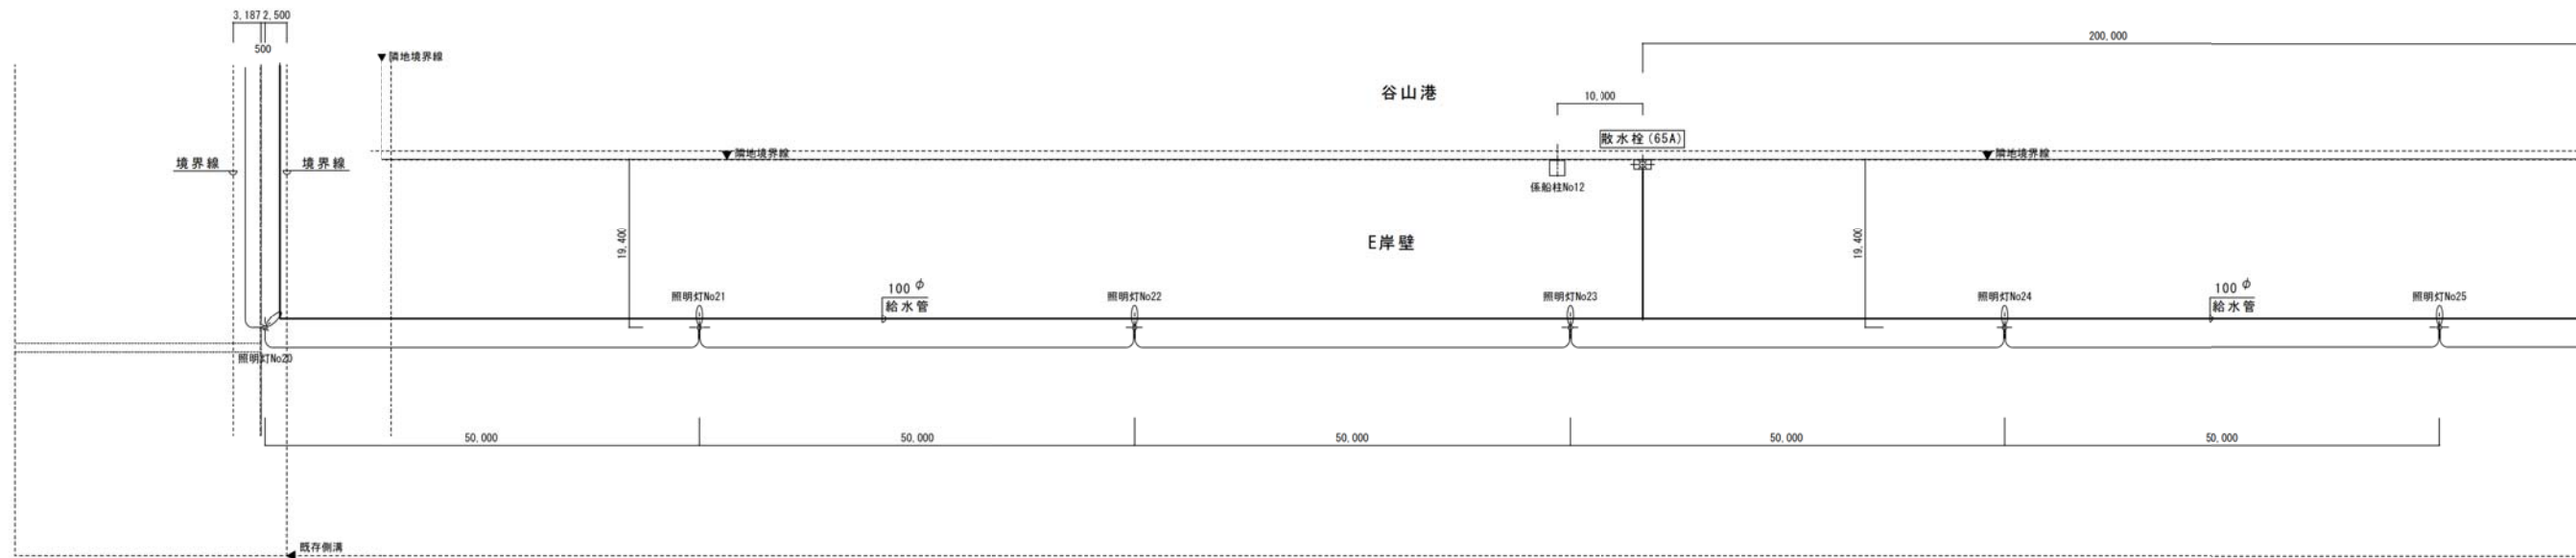 3,187
2,500
500
隣地境界線
200,000
谷山港
10,000
散水栓(65A)
境界線
境界線
隣地境界線
隣地境界線
係船柱No12
19,400
E岸壁
19,400
照明灯No21
100φ
給水管
照明灯No22
照明灯No23
照明灯No24
100φ
給水管
照明灯No25
照明灯No20
50,000
50,000
50,000
50,000
50,000
既存側溝